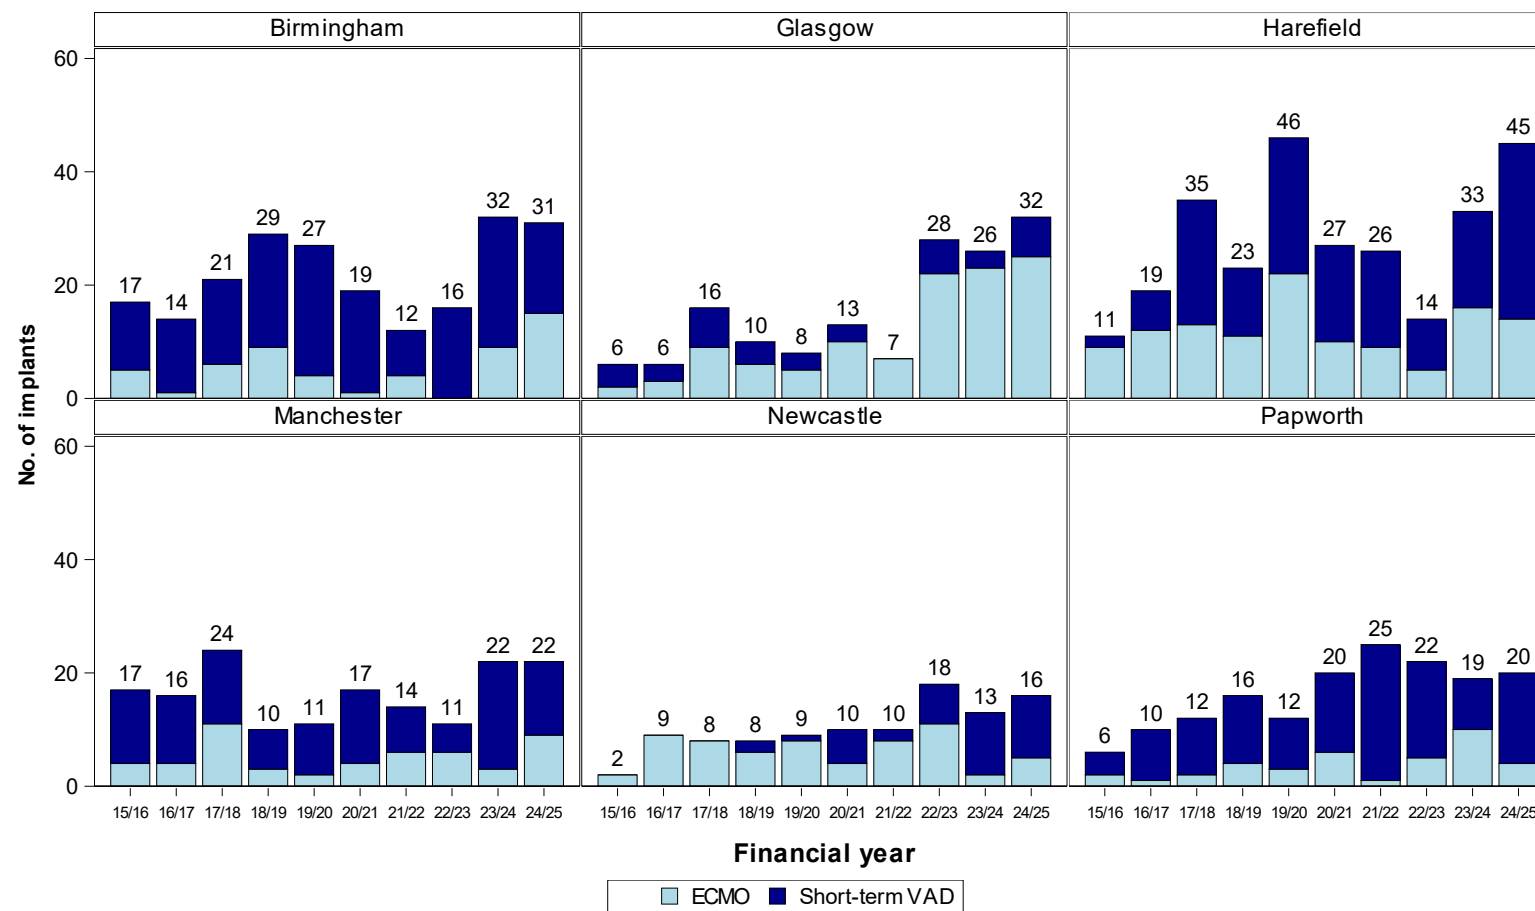 Birmingham Glasgow Harefield
60
40
20
0
17 14 21 29 27 19 12 16 32 31
6 6 16 10 8 13 7 28 26 32
11 19 35 23 46 27 26 14 33 45
No. of implants
Manchester Newcastle Papworth
60
40
20
0
17 16 24 10 11 17 14 11 22 22
2 9 8 8 9 10 10 18 13 16
6 10 12 16 12 20 25 22 19 20
15/16 16/17 17/18 18/19 19/20 20/21 21/22 22/23 23/24 24/25
15/16 16/17 17/18 18/19 19/20 20/21 21/22 22/23 23/24 24/25
15/16 16/17 17/18 18/19 19/20 20/21 21/22 22/23 23/24 24/25
Financial year
ECMO Short-term VAD